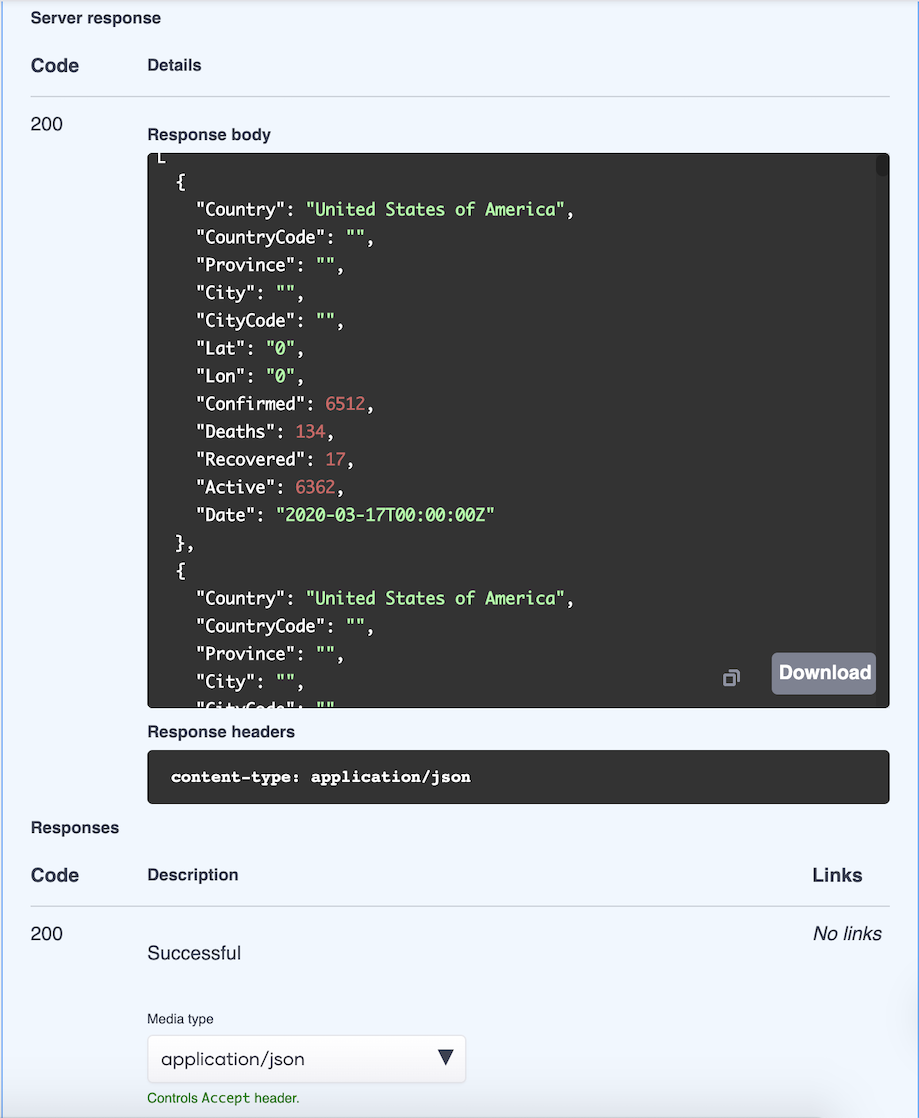 Server response
Code Details
200
Response body
[
{
"Country": "United States of America",
"CountryCode": "",
"Province": "",
"City": "",
"CityCode": "",
"Lat": "0",
"Lon": "0",
"Confirmed": 6512,
"Deaths": 134,
"Recovered": 17,
"Active": 6362,
"Date": "2020-03-17T00:00:00Z"
},
{
"Country": "United States of America",
"CountryCode": "",
"Province": "",
"City": "",
"CityCode": ""
Download
Response headers
content-type: application/json
Responses
Code Description Links
200 No links
Successful
Media type
application/json
Controls Accept header.